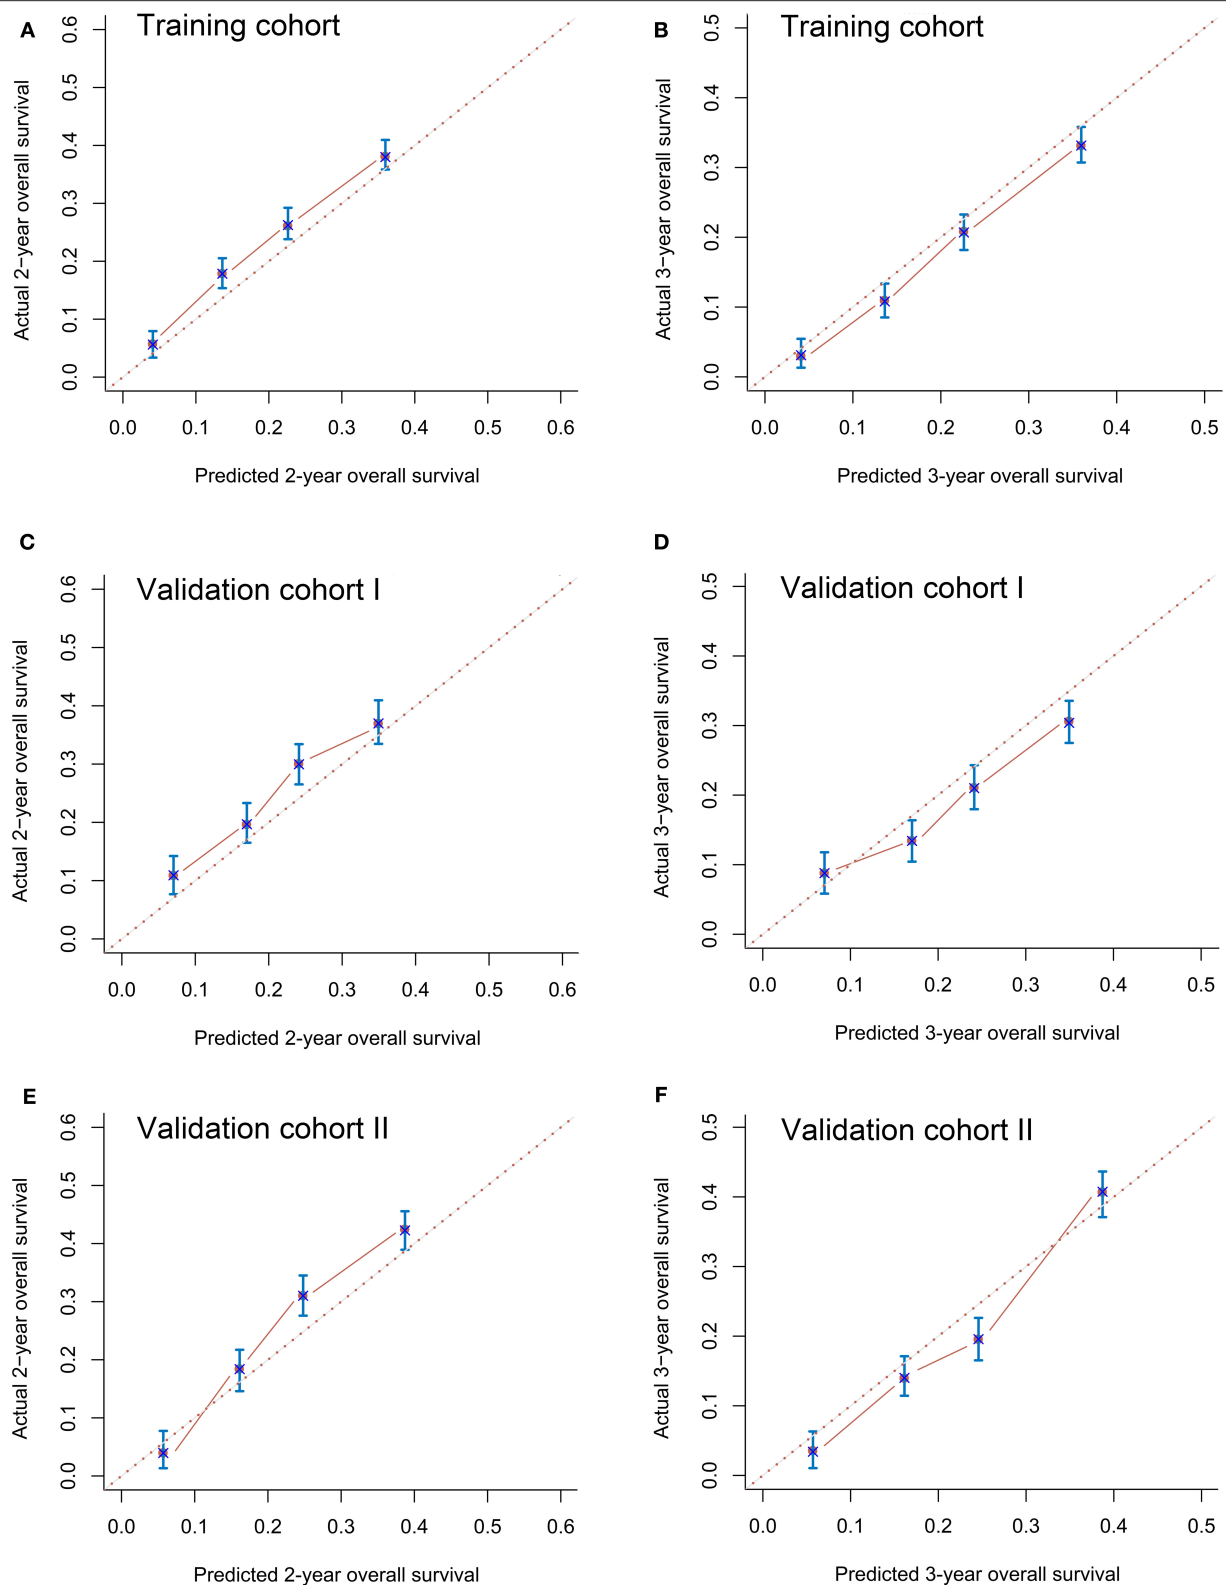 A
Training cohort
Actual 2−year overall survival
0.6
0.5
0.4
0.3
0.2
0.1
0.0
0.0 0.1 0.2 0.3 0.4 0.5 0.6
Predicted 2-year overall survival
B
Training cohort
Actual 3−year overall survival
0.5
0.4
0.3
0.2
0.1
0.0
0.0 0.1 0.2 0.3 0.4 0.5
Predicted 3-year overall survival
C
Validation cohort I
Actual 2−year overall survival
0.6
0.5
0.4
0.3
0.2
0.1
0.0
0.0 0.1 0.2 0.3 0.4 0.5 0.6
Predicted 2-year overall survival
D
Validation cohort I
Actual 3−year overall survival
0.5
0.4
0.3
0.2
0.1
0.0
0.0 0.1 0.2 0.3 0.4 0.5
Predicted 3-year overall survival
E
Validation cohort II
Actual 2−year overall survival
0.6
0.5
0.4
0.3
0.2
0.1
0.0
0.0 0.1 0.2 0.3 0.4 0.5 0.6
Predicted 2-year overall survival
F
Validation cohort II
Actual 3−year overall survival
0.5
0.4
0.3
0.2
0.1
0.0
0.0 0.1 0.2 0.3 0.4 0.5
Predicted 3-year overall survival